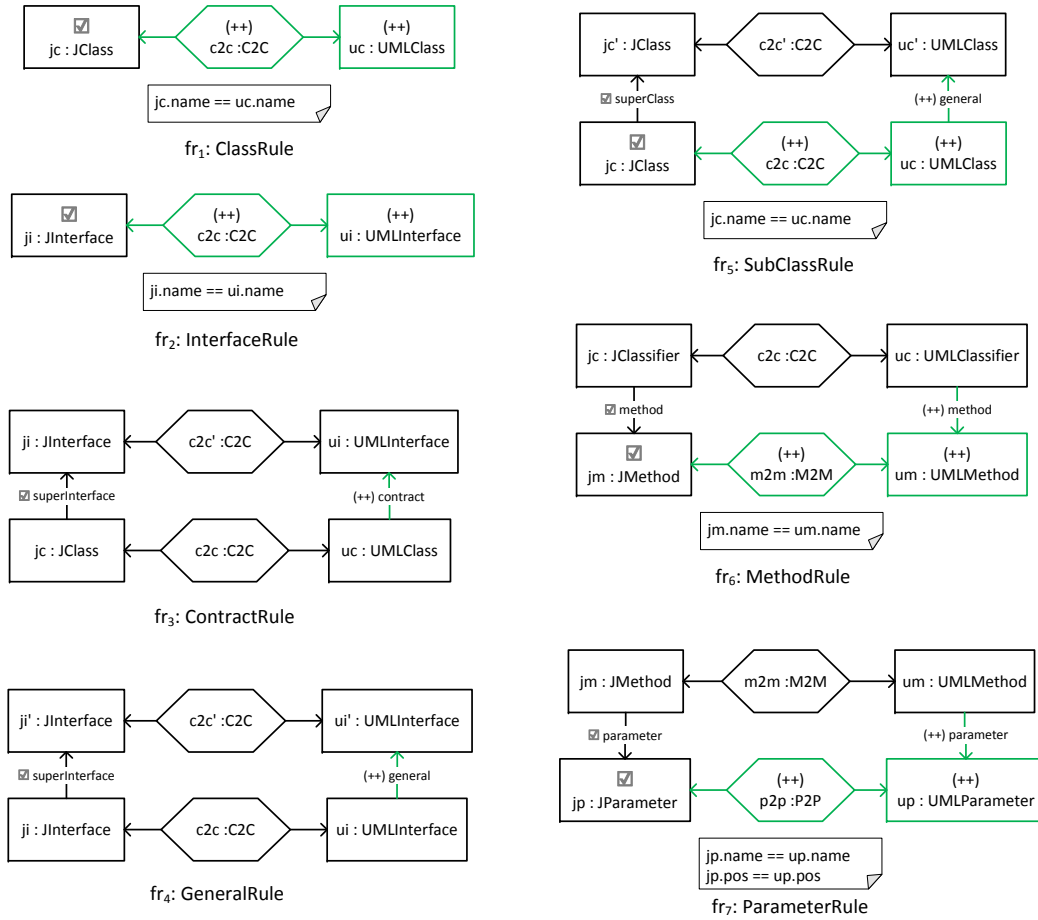 jc : JClass
(++)
c2c :C2C
(++)
uc : UMLClass
jc.name == uc.name
fr₁: ClassRule
ji : JInterface
(++)
c2c :C2C
(++)
ui : UMLInterface
ji.name == ui.name
fr₂: InterfaceRule
ji : JInterface
c2c' :C2C
ui : UMLInterface
superInterface
(++) contract
jc : JClass
c2c :C2C
uc : UMLClass
fr₃: ContractRule
ji' : JInterface
c2c' :C2C
ui' : UMLInterface
superInterface
(++) general
ji : JInterface
c2c :C2C
ui : UMLInterface
fr₄: GeneralRule
jc' : JClass
c2c' :C2C
uc' : UMLClass
superClass
(++) general
jc : JClass
(++)
c2c :C2C
(++)
uc : UMLClass
jc.name == uc.name
fr₅: SubClassRule
jc : JClassifier
c2c :C2C
uc : UMLClassifier
method
(++) method
jm : JMethod
(++)
m2m :M2M
(++)
um : UMLMethod
jm.name == um.name
fr₆: MethodRule
jm : JMethod
m2m :M2M
um : UMLMethod
parameter
(++) parameter
jp : JParameter
(++)
p2p :P2P
(++)
up : UMLParameter
jp.name == up.name
jp.pos == up.pos
fr₇: ParameterRule